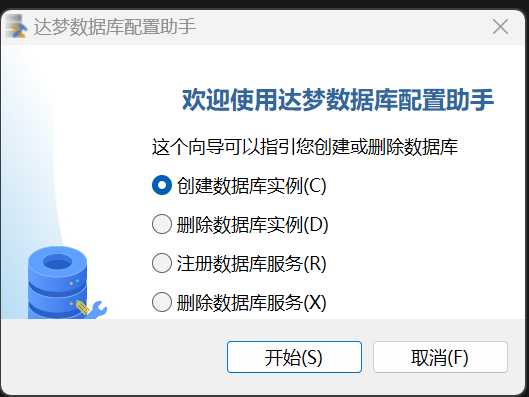 达梦数据库配置助手
欢迎使用达梦数据库配置助手
这个向导可以指引您创建或删除数据库
创建数据库实例(C)
删除数据库实例(D)
注册数据库服务(R)
删除数据库服务(X)
开始(S)
取消(F)